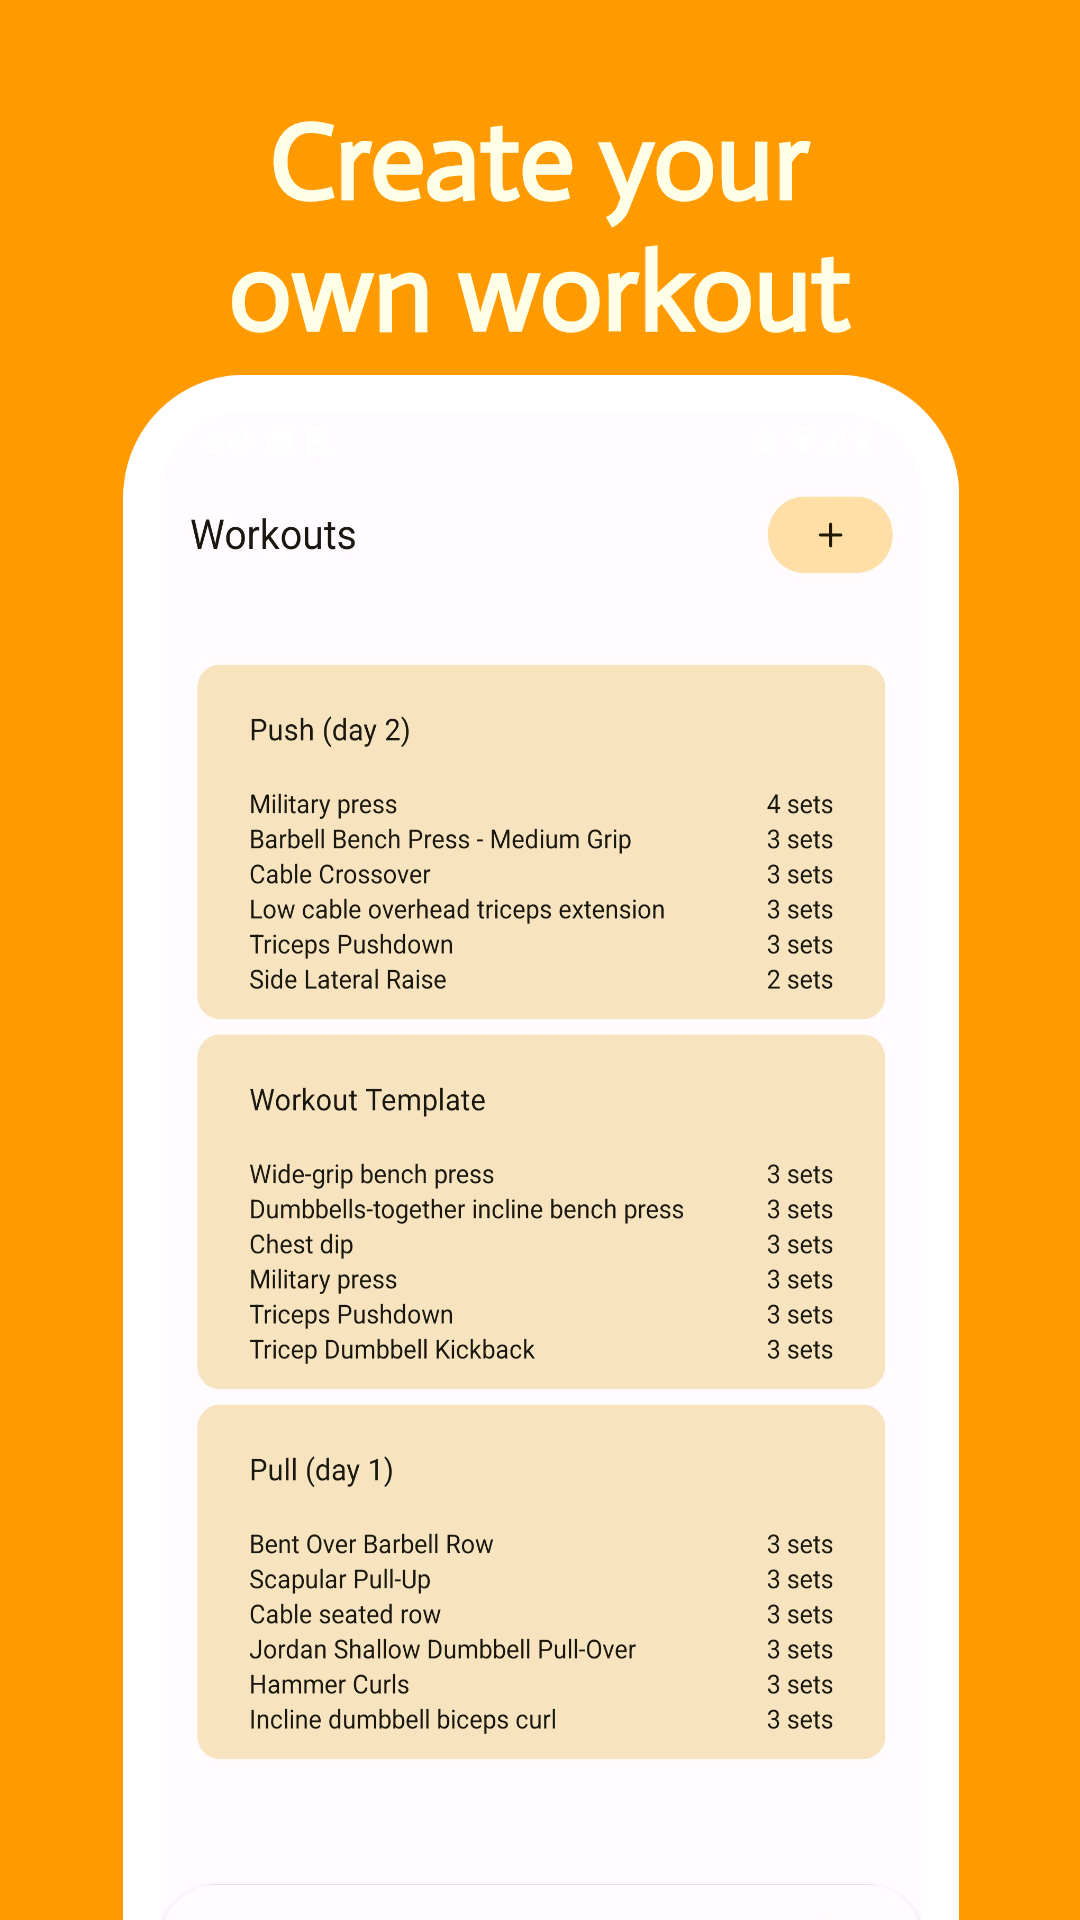 Create your
own workout
Workouts
+
Push (day 2)
Military press 4 sets
Barbell Bench Press - Medium Grip 3 sets
Cable Crossover 3 sets
Low cable overhead triceps extension 3 sets
Triceps Pushdown 3 sets
Side Lateral Raise 2 sets
Workout Template
Wide-grip bench press 3 sets
Dumbbells-together incline bench press 3 sets
Chest dip 3 sets
Military press 3 sets
Triceps Pushdown 3 sets
Tricep Dumbbell Kickback 3 sets
Pull (day 1)
Bent Over Barbell Row 3 sets
Scapular Pull-Up 3 sets
Cable seated row 3 sets
Jordan Shallow Dumbbell Pull-Over 3 sets
Hammer Curls 3 sets
Incline dumbbell biceps curl 3 sets